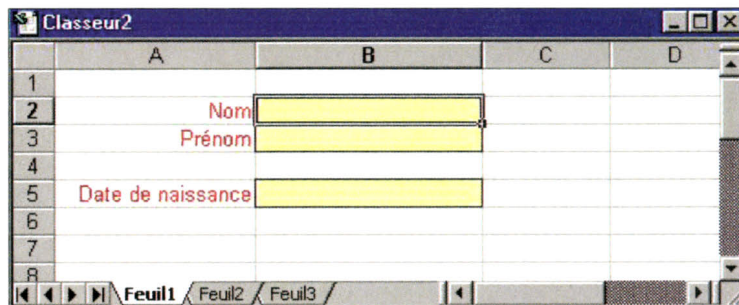 Classeur2
A B C D
1
2 Nom
3 Prénom
4
5 Date de naissance
6
7
8
Feuil1 Feuil2 Feuil3